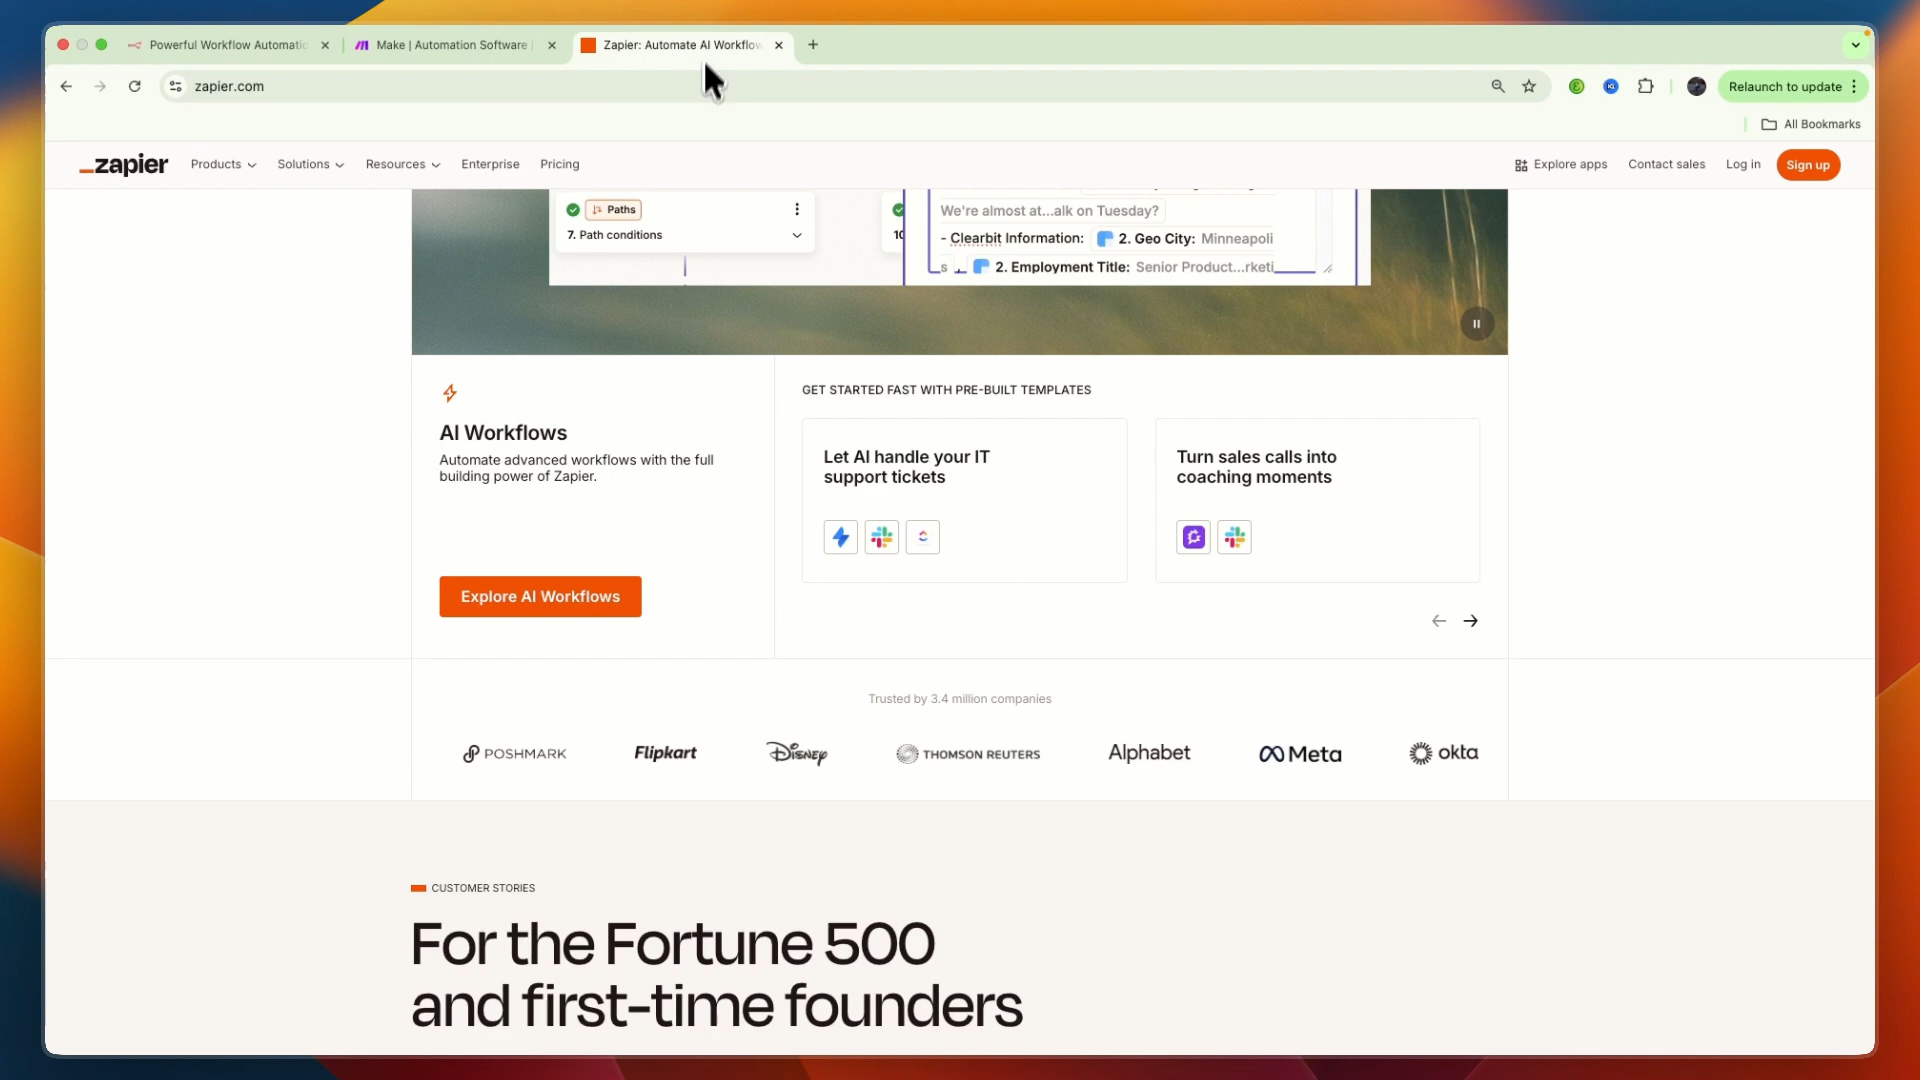 Powerful Workflow Automatio
Make | Automation Software |
Zapier: Automate AI Workflow
zapier.com
Relaunch to update
All Bookmarks
zapier
Products
Solutions
Resources
Enterprise
Pricing
Explore apps
Contact sales
Log in
Sign up
Paths
7. Path conditions
10
We're almost at...alk on Tuesday?
- Clearbit Information: 2. Geo City: Minneapoli
s , 2. Employment Title: Senior Product...rketi
AI Workflows
Automate advanced workflows with the full
building power of Zapier.
Explore AI Workflows
GET STARTED FAST WITH PRE-BUILT TEMPLATES
Let AI handle your IT
support tickets
Turn sales calls into
coaching moments
Trusted by 3.4 million companies
POSHMARK
Flipkart
Disney
THOMSON REUTERS
Alphabet
Meta
okta
CUSTOMER STORIES
For the Fortune 500
and first-time founders